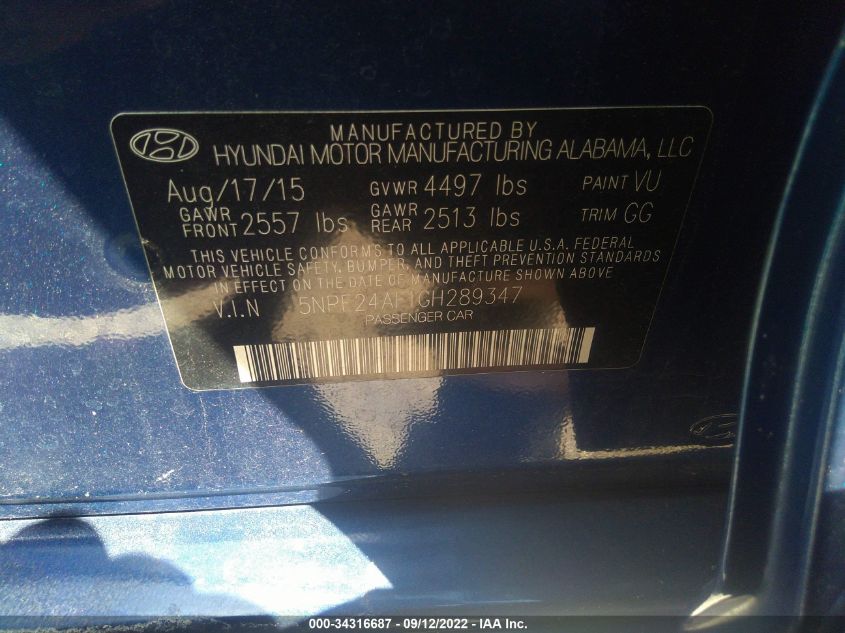 MANUFACTURED BY
HYUNDAI MOTOR MANUFACTURING ALABAMA, LLC
Aug/17/15 GVWR 4497 lbs PAINT VU
GAWR FRONT 2557 lbs GAWR REAR 2513 lbs TRIM GG
THIS VEHICLE CONFORMS TO ALL APPLICABLE U.S.A. FEDERAL
MOTOR VEHICLE SAFETY, BUMPER, AND THEFT PREVENTION STANDARDS
IN EFFECT ON THE DATE OF MANUFACTURE SHOWN ABOVE
V.I.N 5NPE24AF1GH289347
PASSENGER CAR
000-34316687 - 09/12/2022 - IAA Inc.